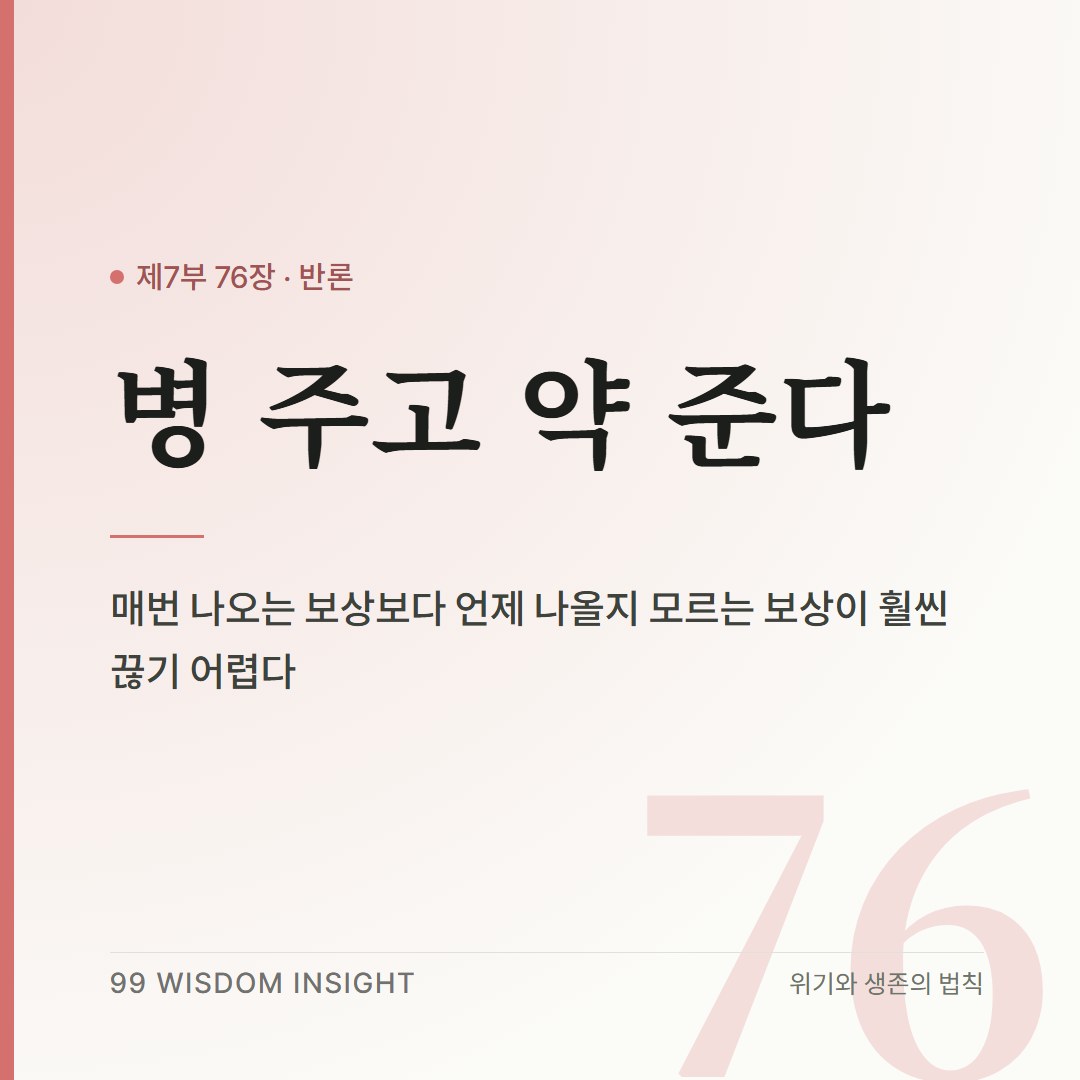 제7부 76장 · 반론
병 주고 약 준다
매번 나오는 보상보다 언제 나올지 모르는 보상이 훨씬
끊기 어렵다
76
99 WISDOM INSIGHT
위기와 생존의 법칙